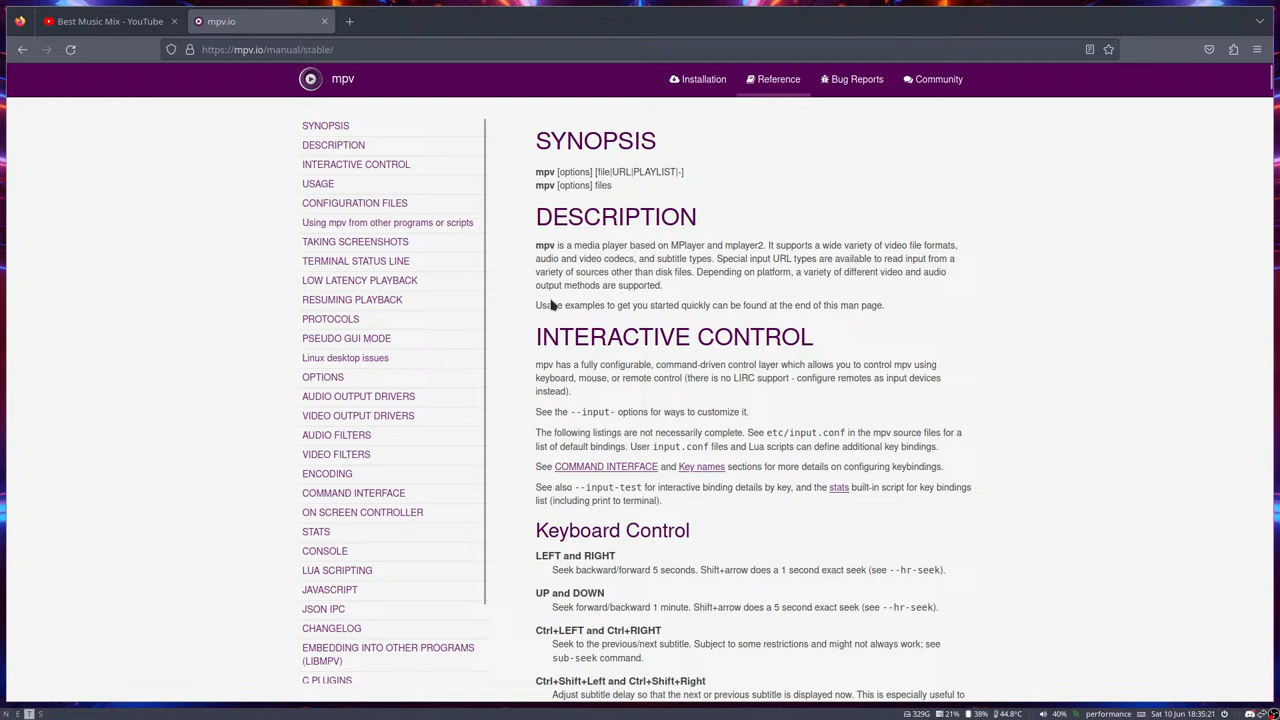 Best Music Mix - YouTube
mpv.io
https://mpv.io/manual/stable/
mpv
Installation
Reference
Bug Reports
Community
SYNOPSIS
DESCRIPTION
INTERACTIVE CONTROL
USAGE
CONFIGURATION FILES
Using mpv from other programs or scripts
TAKING SCREENSHOTS
TERMINAL STATUS LINE
LOW LATENCY PLAYBACK
RESUMING PLAYBACK
PROTOCOLS
PSEUDO GUI MODE
Linux desktop issues
OPTIONS
AUDIO OUTPUT DRIVERS
VIDEO OUTPUT DRIVERS
AUDIO FILTERS
VIDEO FILTERS
ENCODING
COMMAND INTERFACE
ON SCREEN CONTROLLER
STATS
CONSOLE
LUA SCRIPTING
JAVASCRIPT
JSON IPC
CHANGELOG
EMBEDDING INTO OTHER PROGRAMS
(LIBMPV)
C PLUGINS
SYNOPSIS
mpv [options] [file|URL|PLAYLIST|-]
mpv [options] files
DESCRIPTION
mpv is a media player based on MPlayer and mplayer2. It supports a wide variety of video file formats,
audio and video codecs, and subtitle types. Special input URL types are available to read input from a
variety of sources other than disk files. Depending on platform, a variety of different video and audio
output methods are supported.
Usage examples to get you started quickly can be found at the end of this man page.
INTERACTIVE CONTROL
mpv has a fully configurable, command-driven control layer which allows you to control mpv using
keyboard, mouse, or remote control (there is no LIRC support - configure remotes as input devices
instead).
See the --input- options for ways to customize it.
The following listings are not necessarily complete. See etc/input.conf in the mpv source files for a
list of default bindings. User input.conf files and Lua scripts can define additional key bindings.
See COMMAND INTERFACE and Key names sections for more details on configuring keybindings.
See also --input-test for interactive binding details by key, and the stats built-in script for key bindings
list (including print to terminal).
Keyboard Control
LEFT and RIGHT
Seek backward/forward 5 seconds. Shift+arrow does a 1 second exact seek (see --hr-seek).
UP and DOWN
Seek forward/backward 1 minute. Shift+arrow does a 5 second exact seek (see --hr-seek).
Ctrl+LEFT and Ctrl+RIGHT
Seek to the previous/next subtitle. Subject to some restrictions and might not always work; see
sub-seek command.
Ctrl+Shift+Left and Ctrl+Shift+Right
Adjust subtitle delay so that the next or previous subtitle is displayed now. This is especially useful to
N E T S
329G 21% 38% 44.8°C 40% performance Sat 10 Jun 18:35:21